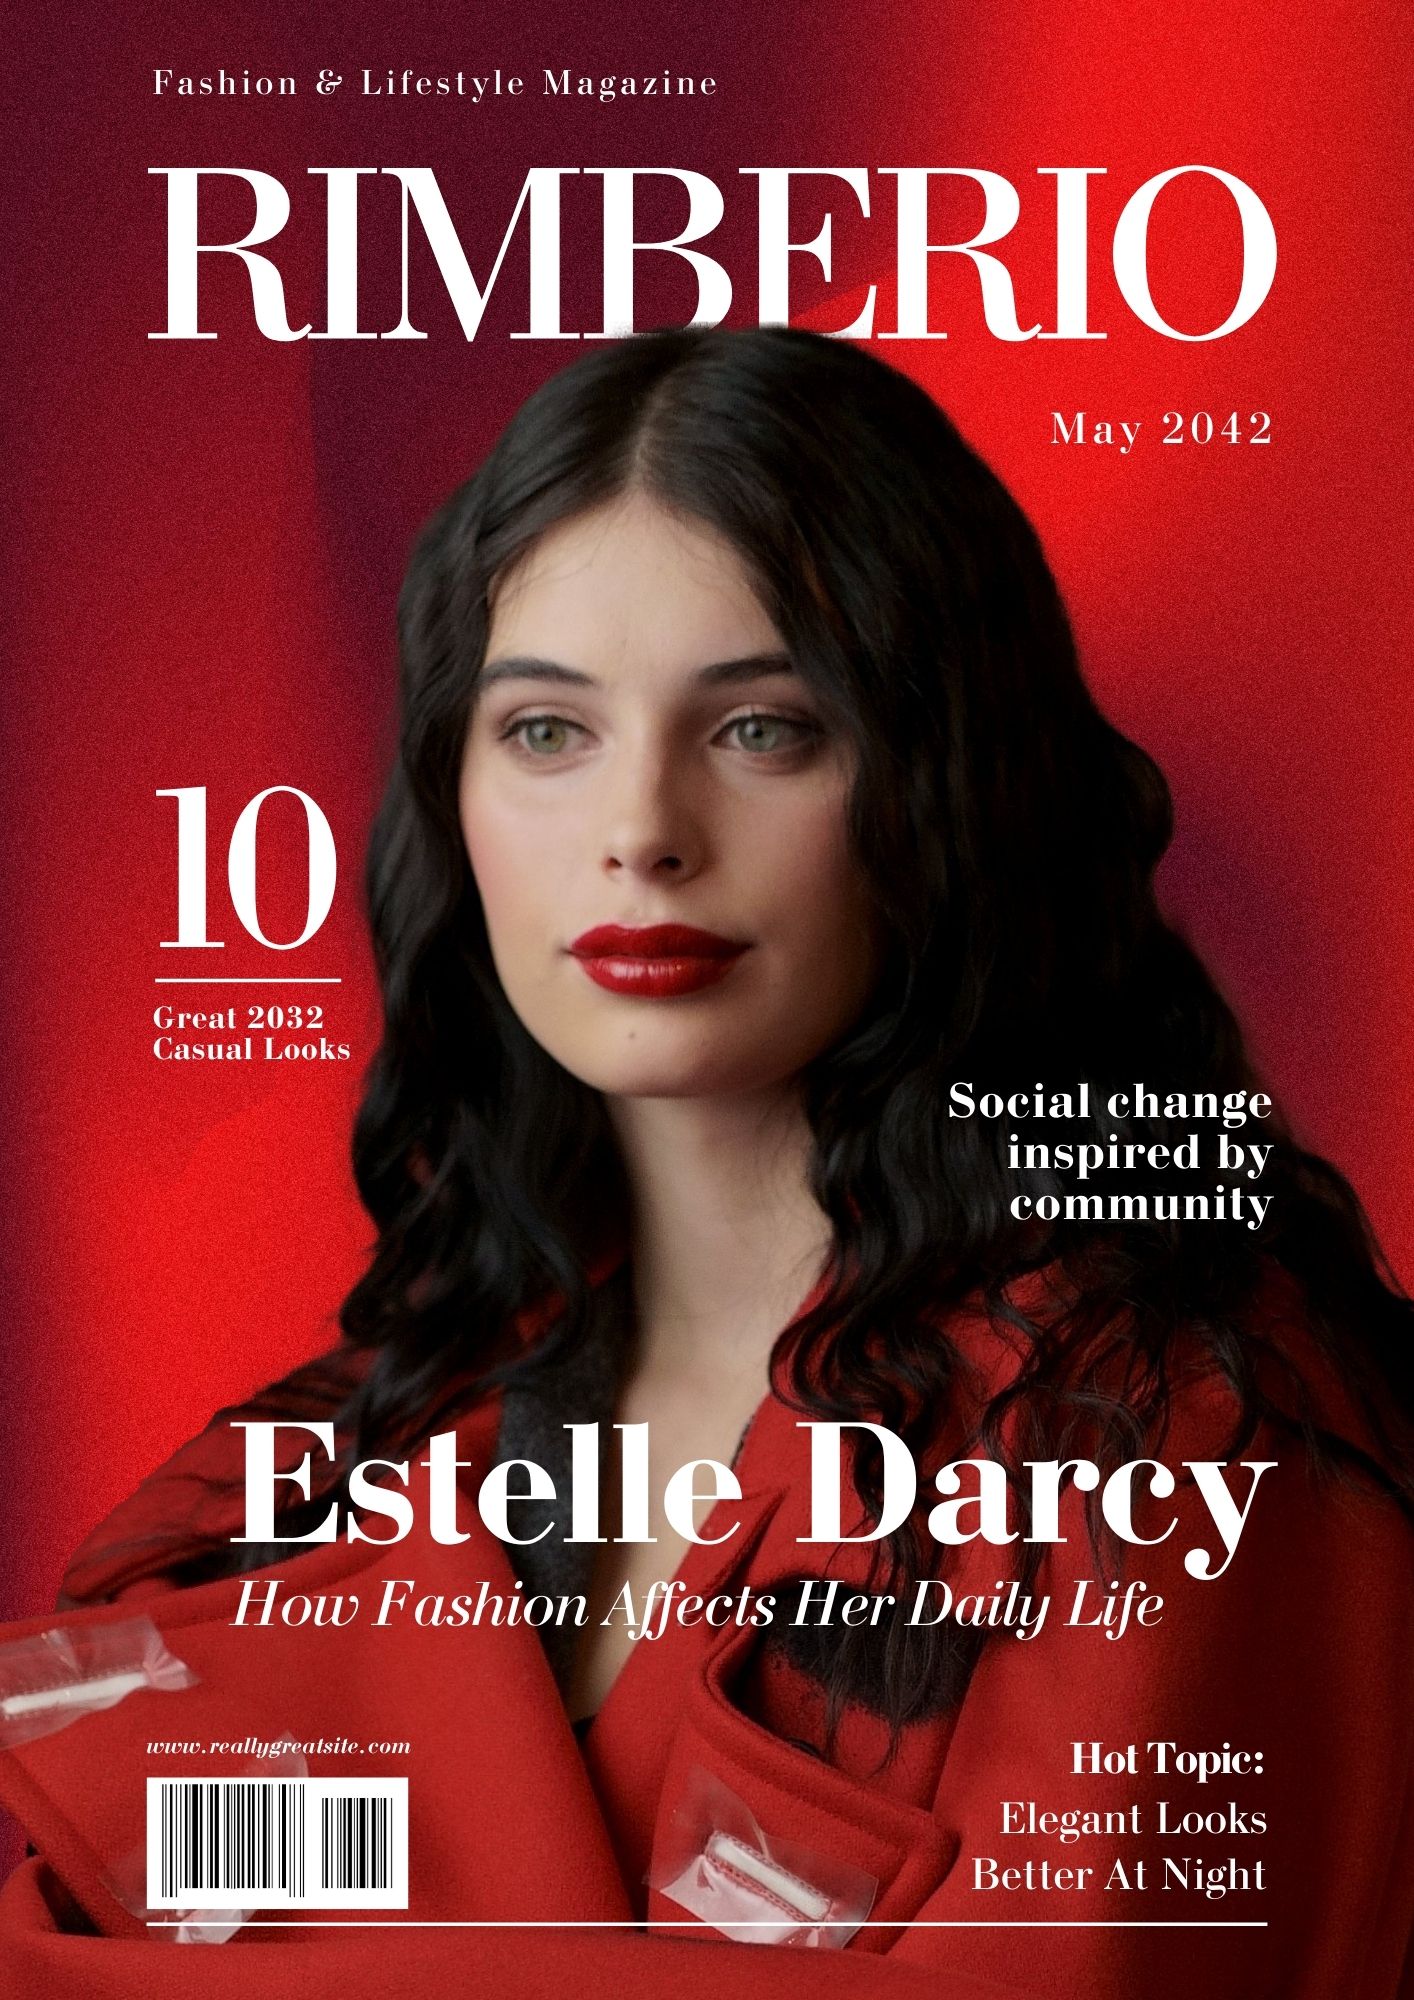 Fashion & Lifestyle Magazine
RIMBERIO
May 2042
10
Great 2032
Casual Looks
Social change
inspired by
community
Estelle Darcy
How Fashion Affects Her Daily Life
www.reallygreatsite.com
Hot Topic:
Elegant Looks
Better At Night